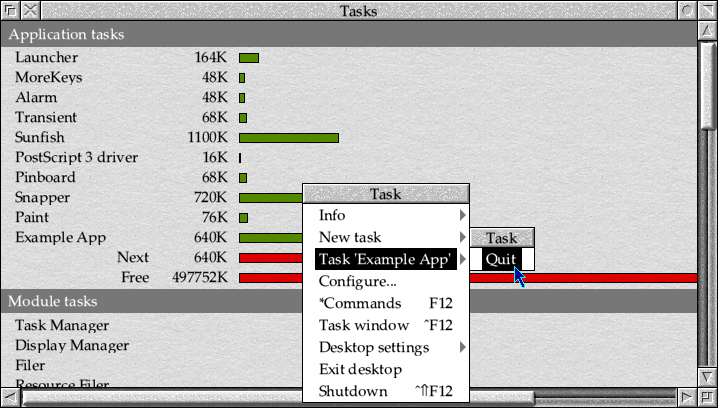 Tasks
Application tasks
Launcher 164K
MoreKeys 48K
Alarm 48K
Transient 68K
Sunfish 1100K
PostScript 3 driver 16K
Pinboard 68K
Snapper 720K
Paint 76K
Example App 640K
Next 640K
Free 497752K
Module tasks
Task Manager
Display Manager
Filer
Resource Filer
Task
Info
New task
Task 'Example App'
Configure...
*Commands F12
Task window ^F12
Desktop settings
Exit desktop
Shutdown ^⇑F12
Task
Quit